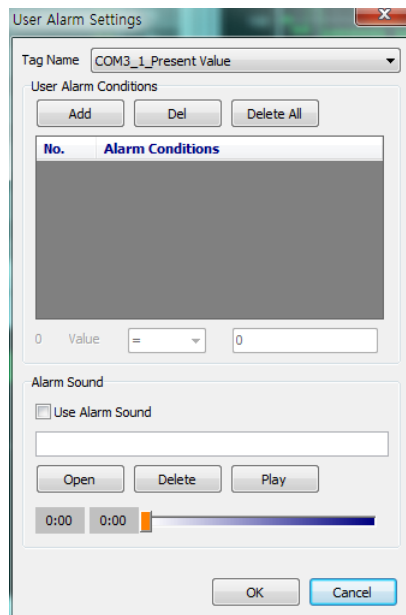 User Alarm Settings
x
Tag Name COM3_1_Present Value
User Alarm Conditions
Add Del Delete All
No. Alarm Conditions
0 Value = 0
Alarm Sound
Use Alarm Sound
Open Delete Play
0:00 0:00
OK Cancel